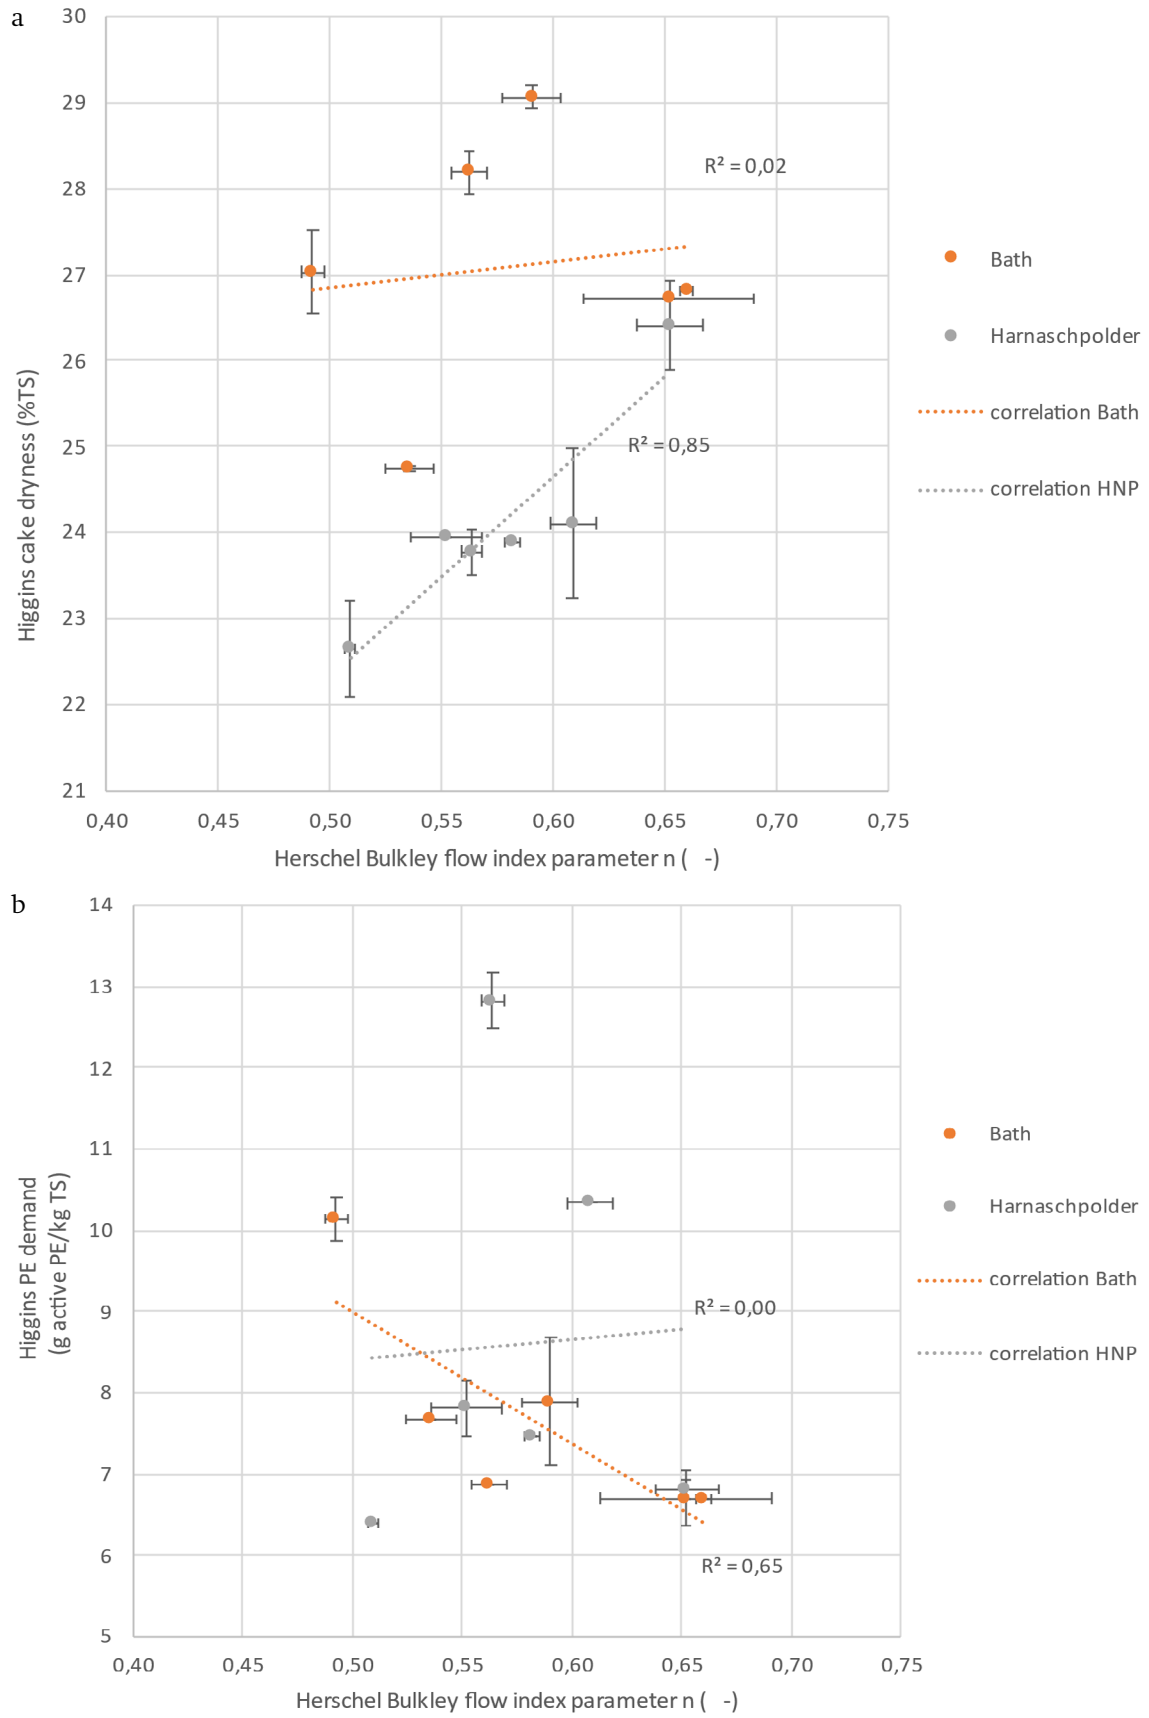 a
30
29
28
27
26
25
24
23
22
21
Higgins cake dryness (%TS)
R² = 0,02
R² = 0,85
0,40 0,45 0,50 0,55 0,60 0,65 0,70 0,75
Herschel Bulkley flow index parameter n ( -)
Bath
Harnaschpolder
correlation Bath
correlation HNP
b
14
13
12
11
10
9
8
7
6
5
Higgins PE demand
(g active PE/kg TS)
R² = 0,00
R² = 0,65
0,40 0,45 0,50 0,55 0,60 0,65 0,70 0,75
Herschel Bulkley flow index parameter n ( -)
Bath
Harnaschpolder
correlation Bath
correlation HNP